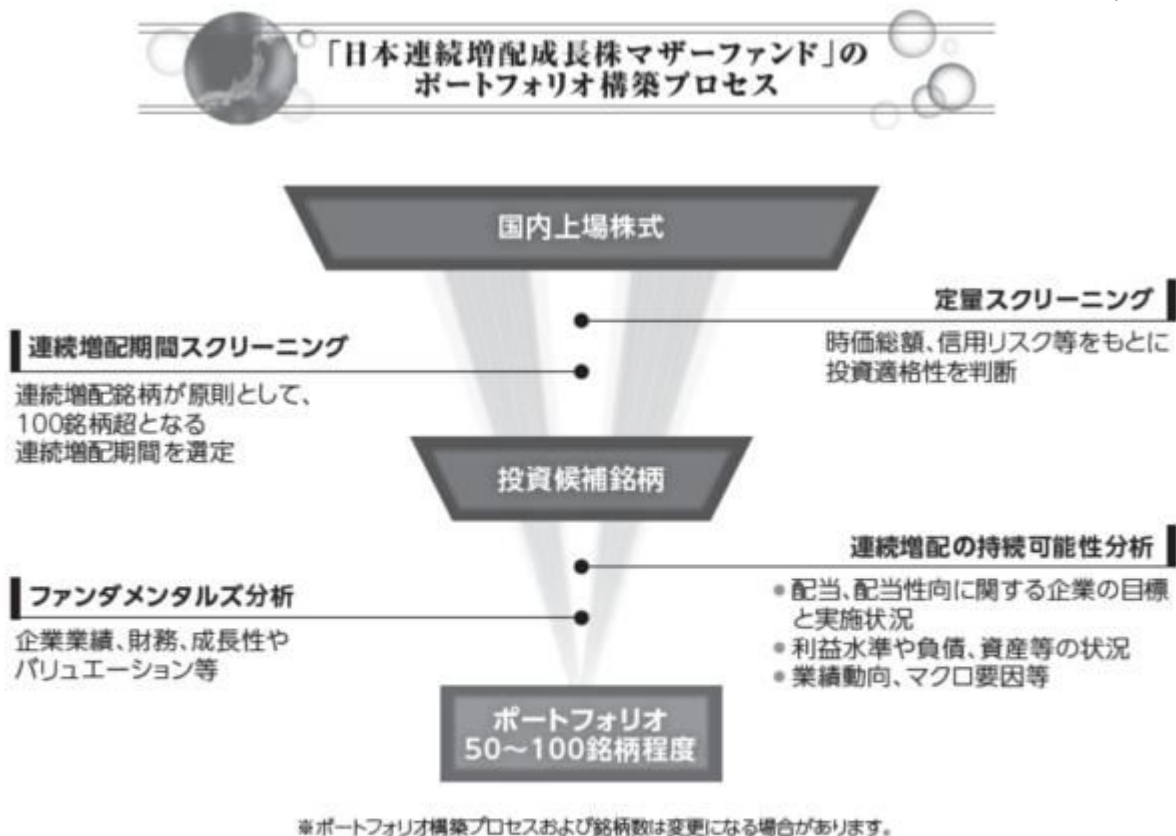 「日本連続増配成長株マザーファンド」の
ポートフォリオ構築プロセス
国内上場株式
定量スクリーニング
時価総額、信用リスク等をもとに
投資適格性を判断
連続増配期間スクリーニング
連続増配銘柄が原則として、
100銘柄超となる
連続増配期間を選定
投資候補銘柄
連続増配の持続可能性分析
●配当、配当性向に関する企業の目標
と実施状況
●利益水準や負債、資産等の状況
●業績動向、マクロ要因等
ファンダメンタルズ分析
企業業績、財務、成長性や
バリュエーション等
ポートフォリオ
50～100銘柄程度
※ポートフォリオ構築プロセスおよび銘柄数は変更になる場合があります。